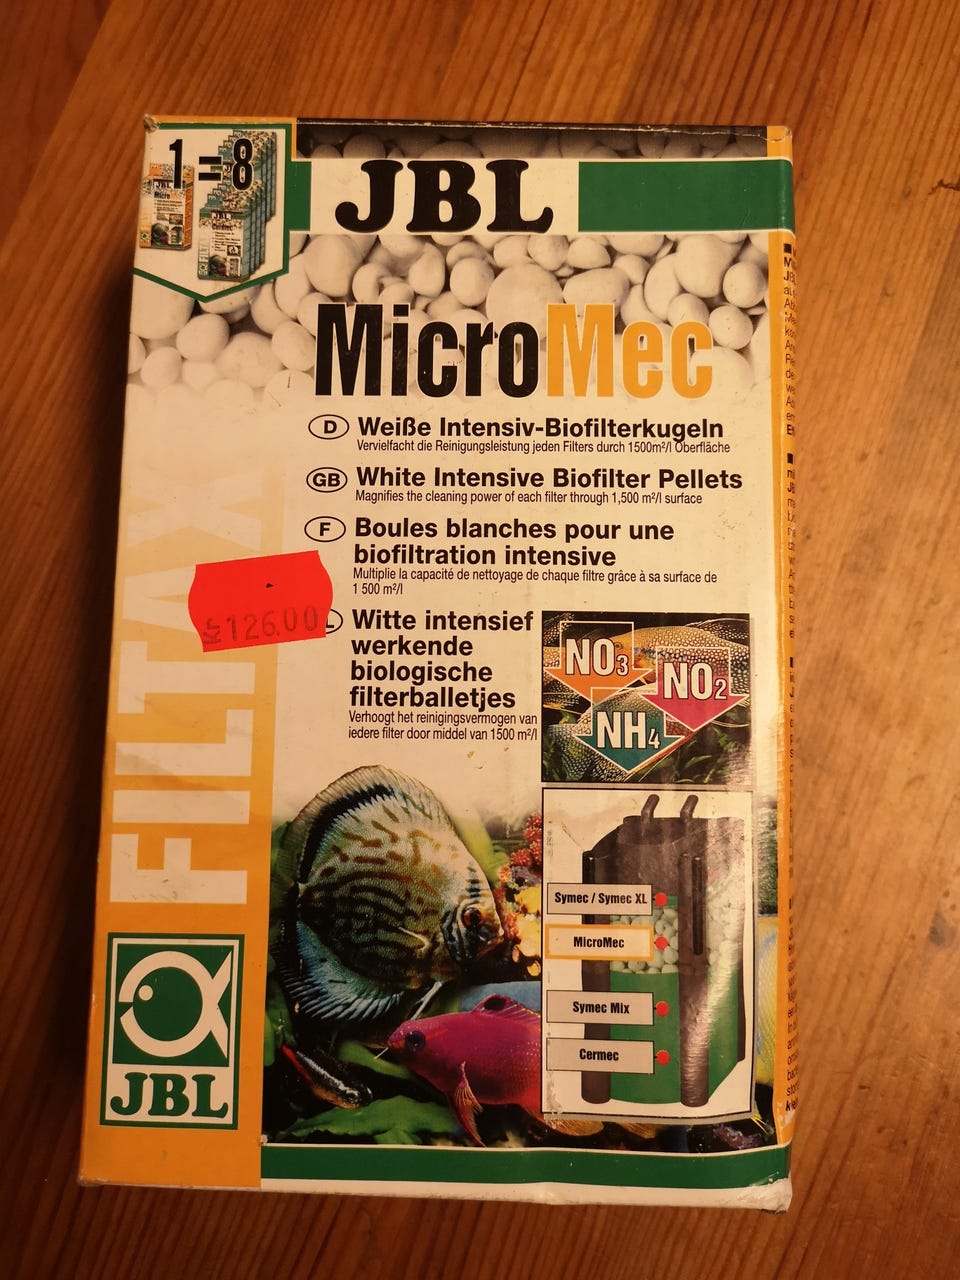 1=8
JBL
MicroMec
D Weiße Intensiv-Biofilterkugeln
Vervielfacht die Reinigungsleistung jeden Filters durch 1500m²/l Oberfläche
GB White Intensive Biofilter Pellets
Magnifies the cleaning power of each filter through 1,500 m²/l surface
F Boules blanches pour une
biofiltration intensive
Multiplie la capacité de nettoyage de chaque filtre grâce à sa surface de
1 500 m²/l
Witte intensief
werkende
biologische
filterballetjes
Verhoogt het reinigingsvermogen van
iedere filter door middel van 1500 m²/l
Kr 126.00
FILTAX
NO3
NO2
NH4
Symec / Symec XL
MicroMec
Symec Mix
Cermec
JBL